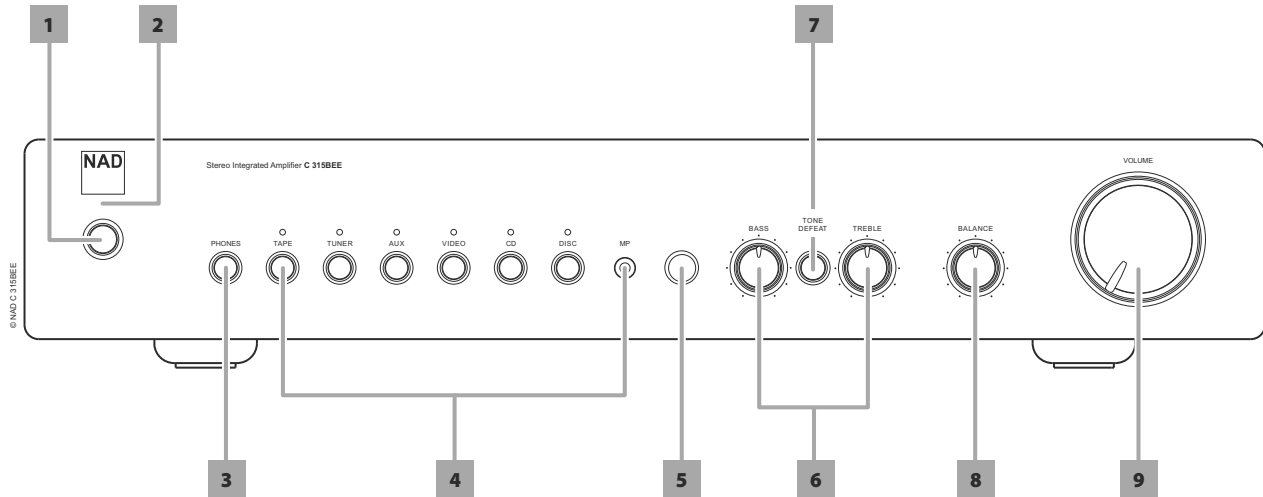 1
2
7
NAD
Stereo Integrated Amplifier C 315BEE
VOLUME
PHONES
TAPE
TUNER
AUX
VIDEO
CD
DISC
MP
BASS
TONE
DEFEAT
TREBLE
BALANCE
© NAD C 315BEE
3
4
5
6
8
9